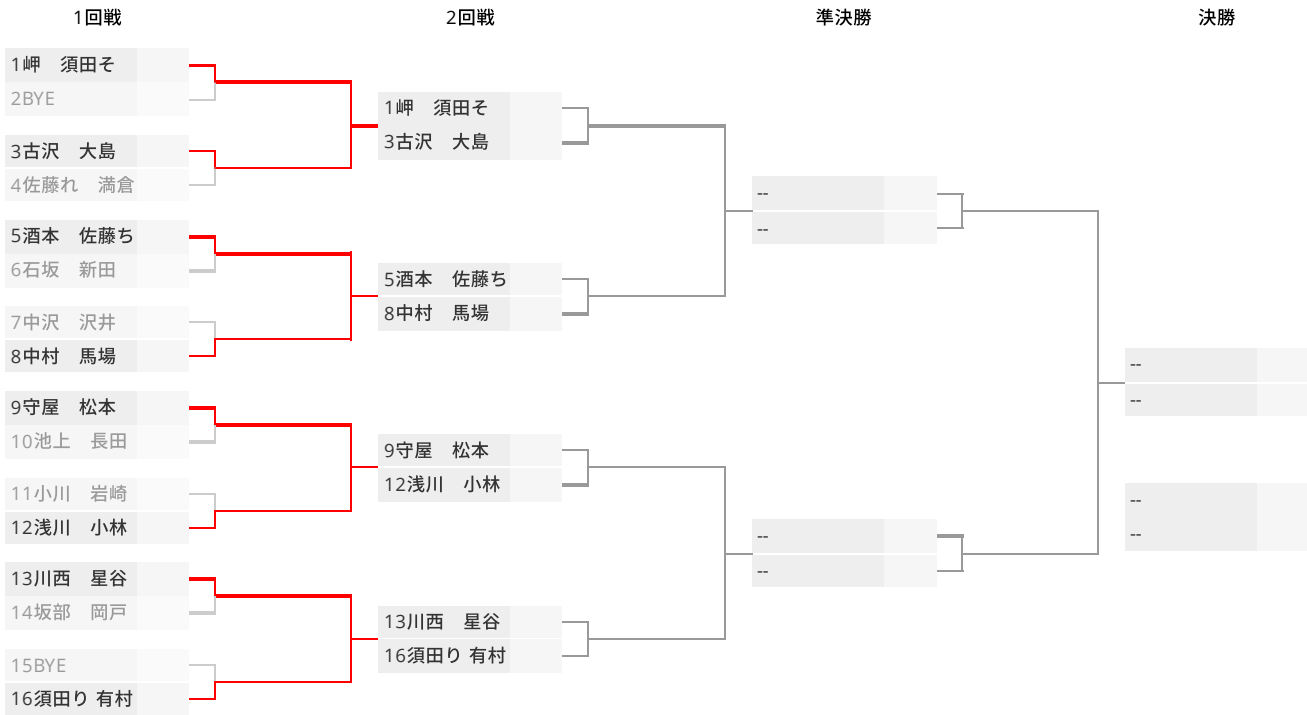 1回戦
2回戦
準決勝
決勝
1岬　須田そ
2BYE
3古沢　大島
4佐藤れ　満倉
5酒本　佐藤ち
6石坂　新田
7中沢　沢井
8中村　馬場
9守屋　松本
10池上　長田
11小川　岩崎
12浅川　小林
13川西　星谷
14坂部　岡戸
15BYE
16須田り 有村
1岬　須田そ
3古沢　大島
5酒本　佐藤ち
8中村　馬場
9守屋　松本
12浅川　小林
13川西　星谷
16須田り 有村
--
--
--
--
--
--
--
--